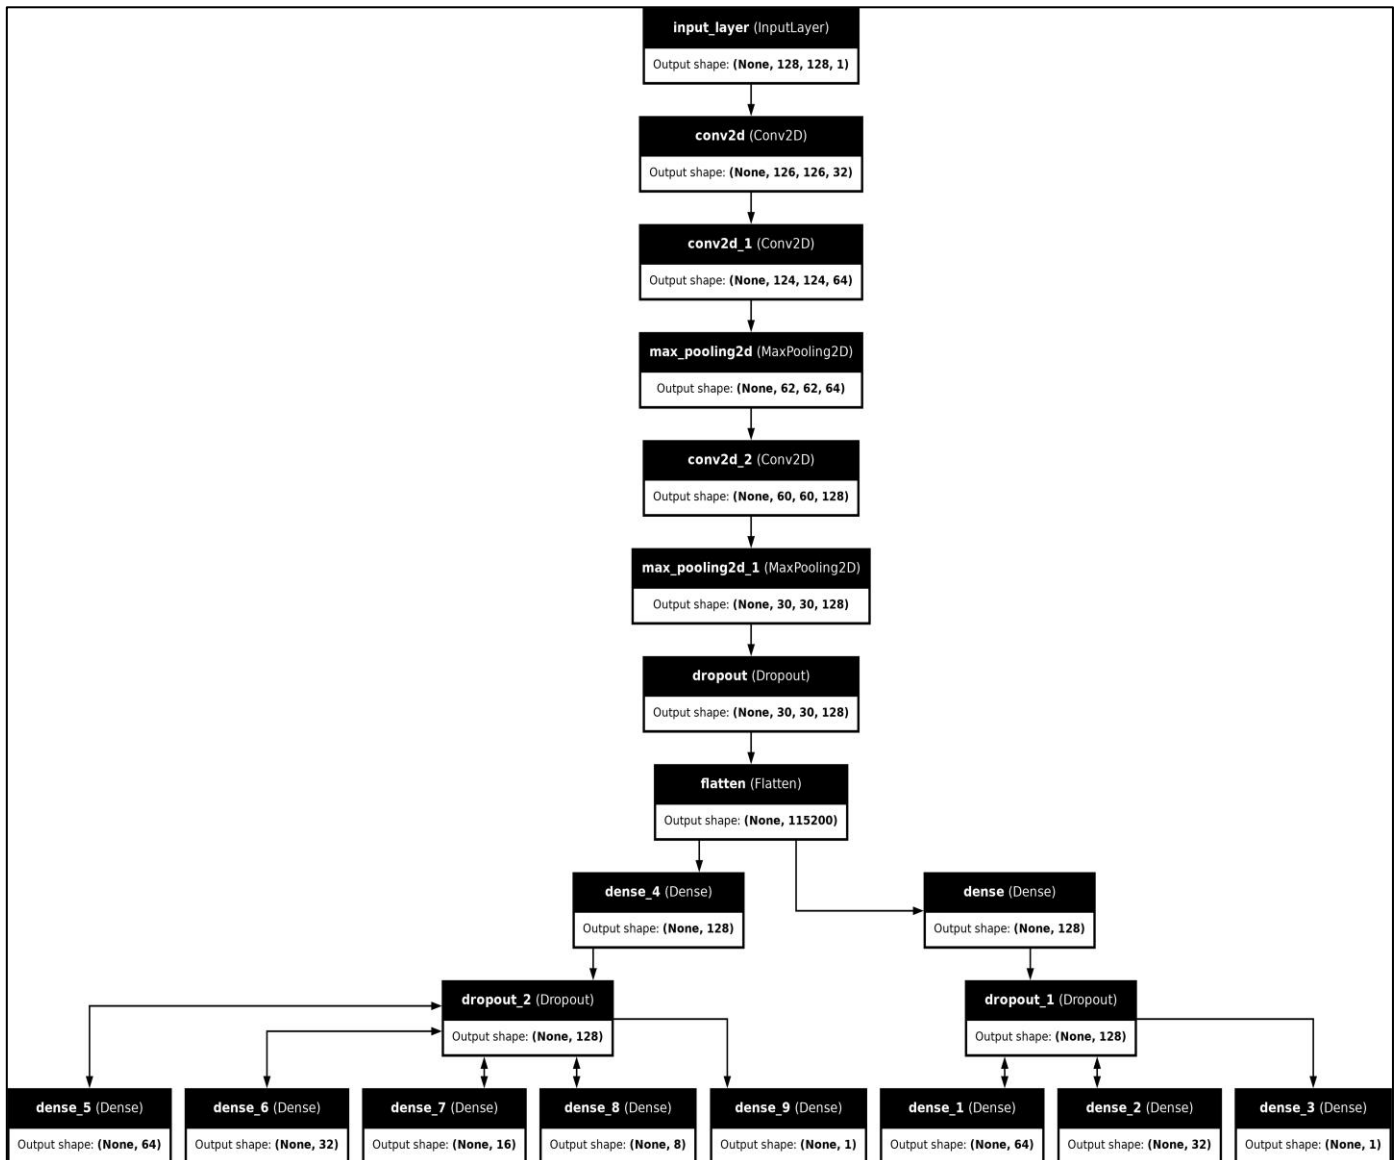 input_layer (InputLayer)
Output shape: (None, 128, 128, 1)
conv2d (Conv2D)
Output shape: (None, 126, 126, 32)
conv2d_1 (Conv2D)
Output shape: (None, 124, 124, 64)
max_pooling2d (MaxPooling2D)
Output shape: (None, 62, 62, 64)
conv2d_2 (Conv2D)
Output shape: (None, 60, 60, 128)
max_pooling2d_1 (MaxPooling2D)
Output shape: (None, 30, 30, 128)
dropout (Dropout)
Output shape: (None, 30, 30, 128)
flatten (Flatten)
Output shape: (None, 115200)
dense_4 (Dense)
Output shape: (None, 128)
dense (Dense)
Output shape: (None, 128)
dropout_2 (Dropout)
Output shape: (None, 128)
dropout_1 (Dropout)
Output shape: (None, 128)
dense_5 (Dense)
Output shape: (None, 64)
dense_6 (Dense)
Output shape: (None, 32)
dense_7 (Dense)
Output shape: (None, 16)
dense_8 (Dense)
Output shape: (None, 8)
dense_9 (Dense)
Output shape: (None, 1)
dense_1 (Dense)
Output shape: (None, 64)
dense_2 (Dense)
Output shape: (None, 32)
dense_3 (Dense)
Output shape: (None, 1)